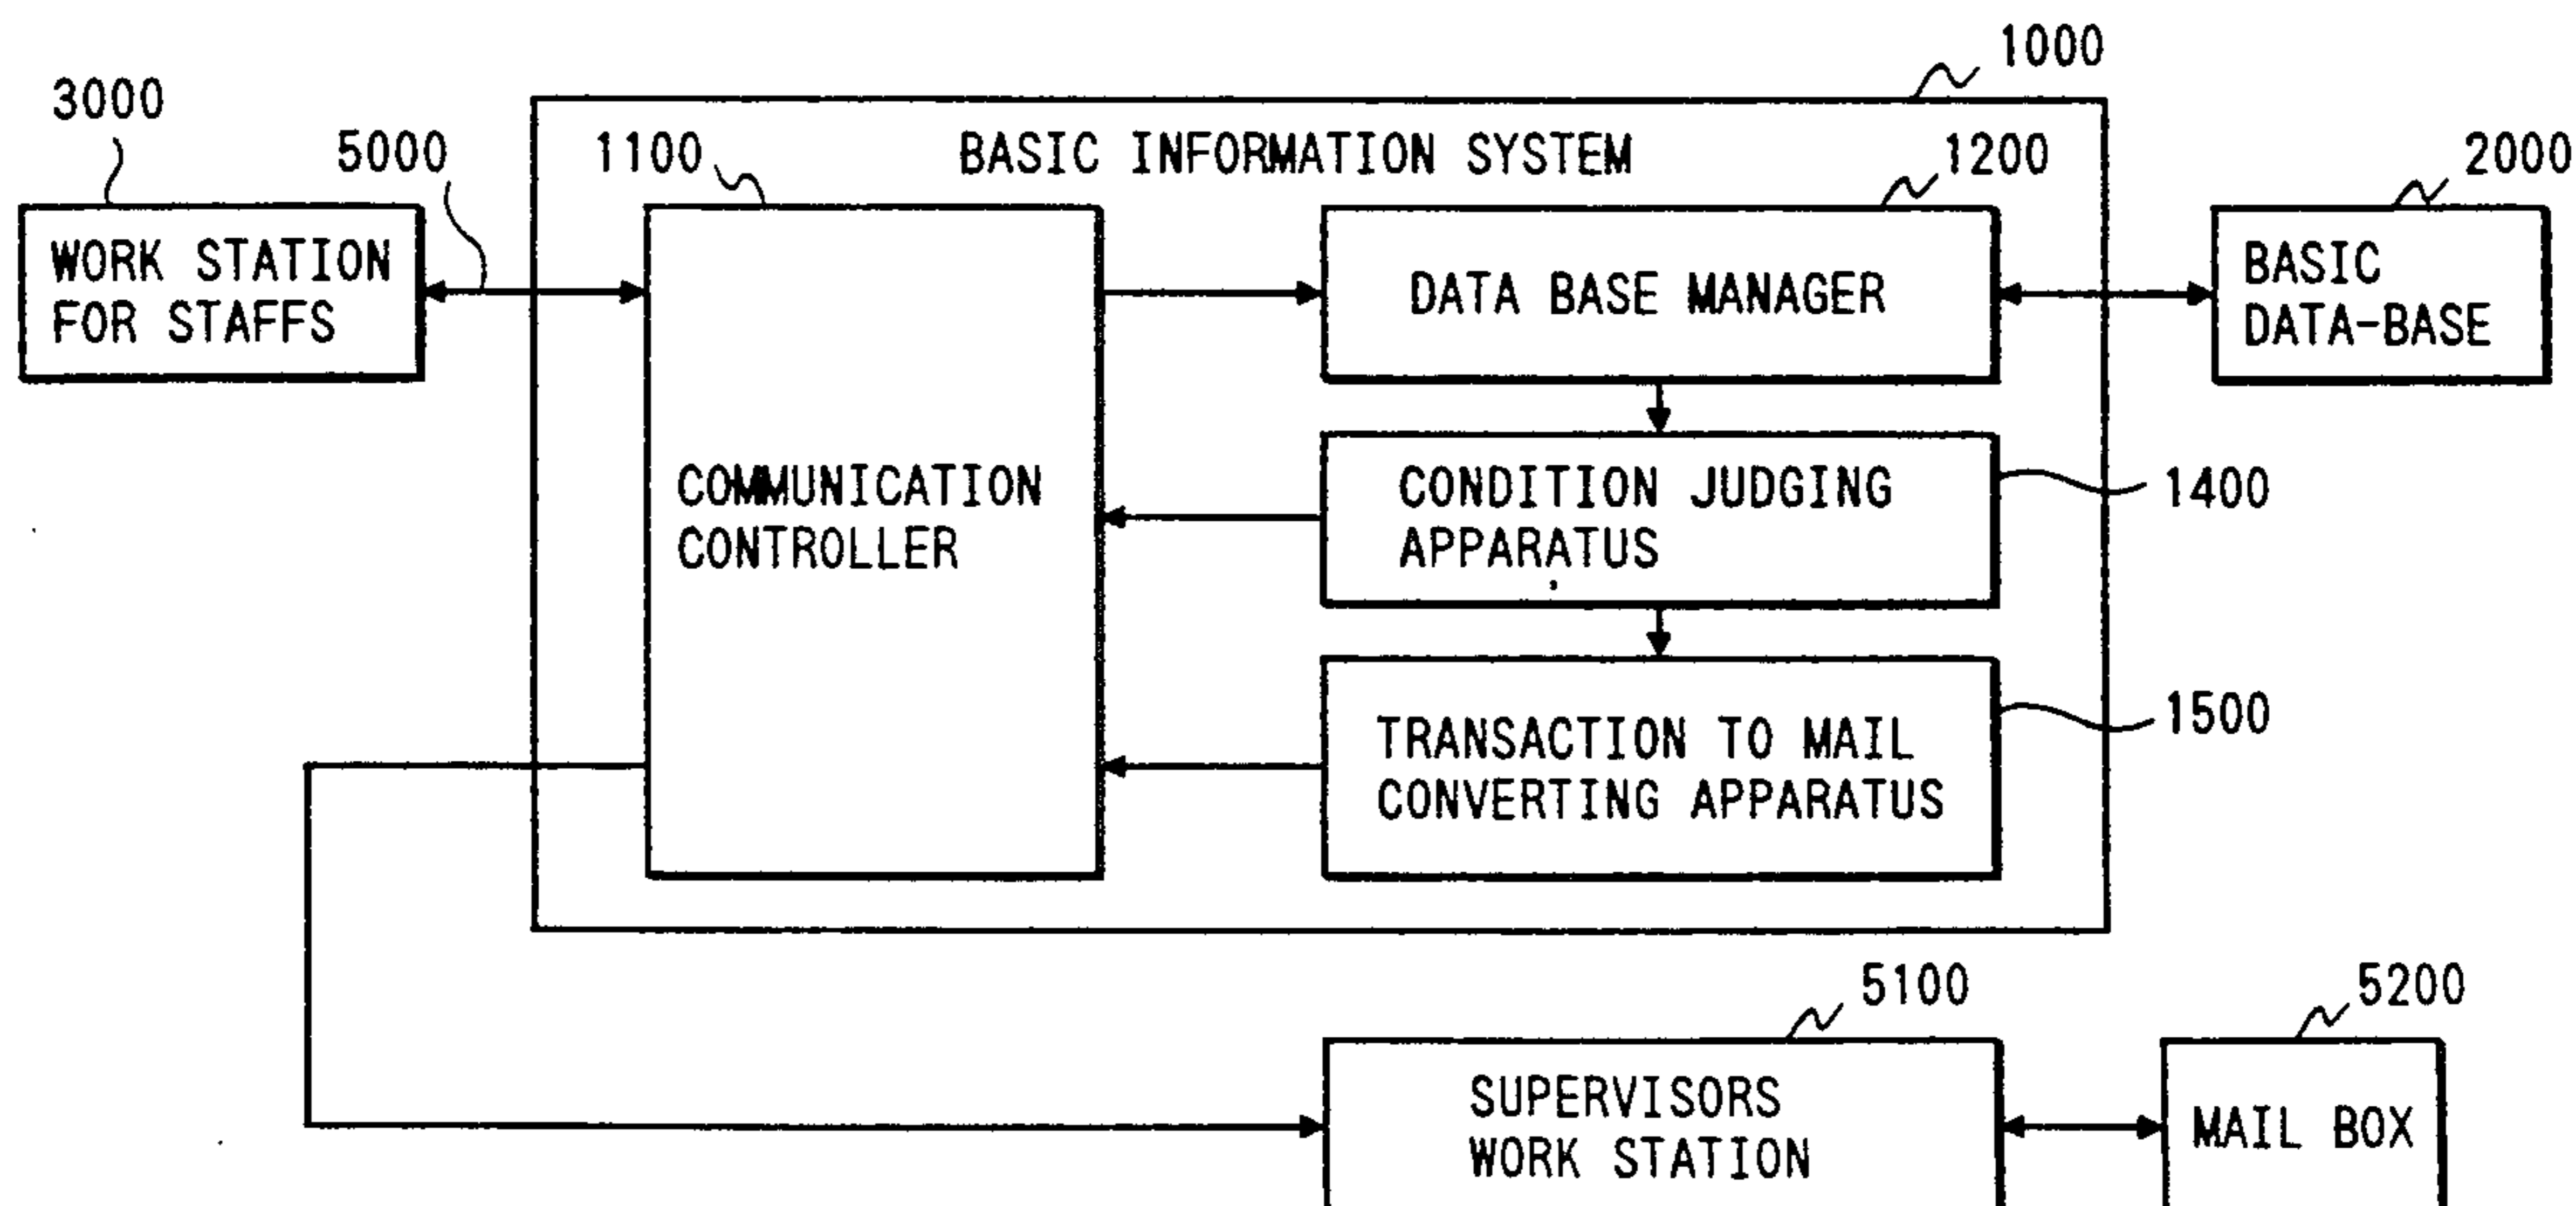 1000
3000
5000
1100
BASIC INFORMATION SYSTEM
1200
2000
WORK STATION
FOR STAFFS
DATA BASE MANAGER
BASIC
DATA-BASE
COMMUNICATION
CONTROLLER
CONDITION JUDGING
APPARATUS
1400
TRANSACTION TO MAIL
CONVERTING APPARATUS
1500
5100
5200
SUPERVISORS
WORK STATION
MAIL BOX